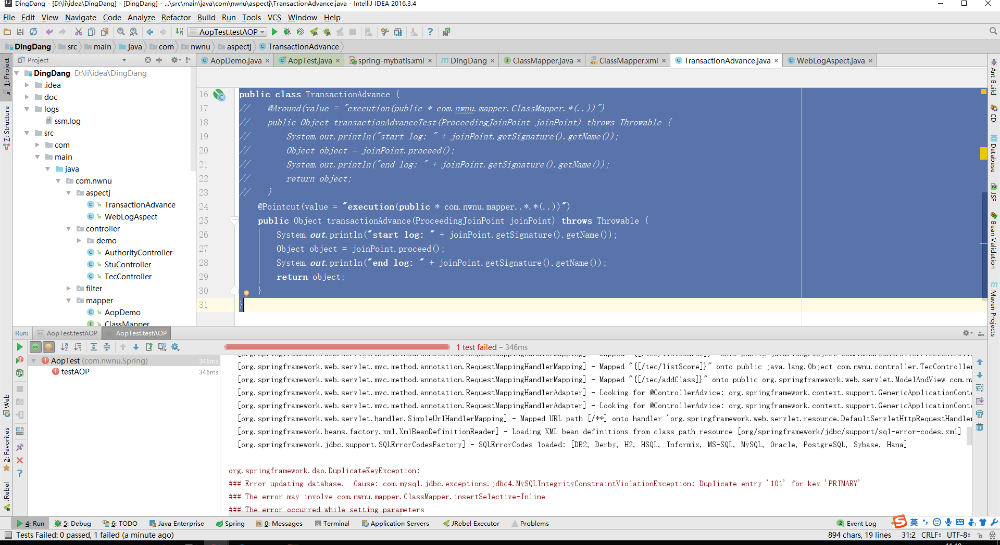 DingDang - [D:\li\idea\DingDang] - [DingDang] - ...\src\main\java\com\nwnu\aspectj\TransactionAdvance.java - IntelliJ IDEA 2016.3.4
File Edit View Navigate Code Analyze Refactor Build Run Tools VCS Window Help
AopTest.testAOP
DingDang src main java com nwnu aspectj TransactionAdvance
Project
AopDemo.java AopTest.java spring-mybatis.xml DingDang ClassMapper.java ClassMapper.xml TransactionAdvance.java WebLogAspect.java
1: Project
7: Structure
Web
2: Favorites
JRebel
DingDang D:\li\idea\DingDang
.idea
doc
logs
ssm.log
src
com
main
java
com.nwnu
aspectj
TransactionAdvance
WebLogAspect
controller
demo
AuthorityController
StuController
TecController
filter
mapper
AopDemo
ClassMapper
16 public class TransactionAdvance {
17 //    @Around(value = "execution(public * com.nwnu.mapper.ClassMapper.*(..))")
18 //    public Object transactionAdvanceTest(ProceedingJoinPoint joinPoint) throws Throwable {
19 //        System.out.println("start log: " + joinPoint.getSignature().getName());
20 //        Object object = joinPoint.proceed();
21 //        System.out.println("end log: " + joinPoint.getSignature().getName());
22 //        return object;
23 //    }
24     @Pointcut(value = "execution(public * com.nwnu.mapper..*.*(..))")
25     public Object transactionAdvance(ProceedingJoinPoint joinPoint) throws Throwable {
26         System.out.println("start log: " + joinPoint.getSignature().getName());
27         Object object = joinPoint.proceed();
28         System.out.println("end log: " + joinPoint.getSignature().getName());
29         return object;
30     }
31 }
Ant Build
CDI
Database
JSF
Bean Validation
Maven Projects
Run: AopTest.testAOP AopTest.testAOP
1 test failed – 346ms
AopTest (com.nwnu.Spring) 346ms
testAOP 346ms
[org.springframework.web.servlet.mvc.method.annotation.RequestMappingHandlerMapping] - Mapped "{[/tec/listScore]}" onto public java.lang.Object com.nwnu.controller.TecController
[org.springframework.web.servlet.mvc.method.annotation.RequestMappingHandlerMapping] - Mapped "{[/tec/addClass]}" onto public org.springframework.web.servlet.ModelAndView com.nw
[org.springframework.web.servlet.mvc.method.annotation.RequestMappingHandlerAdapter] - Looking for @ControllerAdvice: org.springframework.context.support.GenericApplicationConte
[org.springframework.web.servlet.mvc.method.annotation.RequestMappingHandlerAdapter] - Looking for @ControllerAdvice: org.springframework.context.support.GenericApplicationConte
[org.springframework.web.servlet.handler.SimpleUrlHandlerMapping] - Mapped URL path [/**] onto handler 'org.springframework.web.servlet.resource.DefaultServletHttpRequestHandler
[org.springframework.beans.factory.xml.XmlBeanDefinitionReader] - Loading XML bean definitions from class path resource [org/springframework/jdbc/support/sql-error-codes.xml]
[org.springframework.jdbc.support.SQLErrorCodesFactory] - SQLErrorCodes loaded: [DB2, Derby, H2, HSQL, Informix, MS-SQL, MySQL, Oracle, PostgreSQL, Sybase, Hana]
org.springframework.dao.DuplicateKeyException:
### Error updating database.  Cause: com.mysql.jdbc.exceptions.jdbc4.MySQLIntegrityConstraintViolationException: Duplicate entry '101' for key 'PRIMARY'
### The error may involve com.nwnu.mapper.ClassMapper.insertSelective-Inline
### The error occurred while setting parameters
4: Run 5: Debug 6: TODO Java Enterprise Spring 0: Messages Terminal Application Servers JRebel Executor Problems 2 Event Log S 英
Tests Failed: 0 passed, 1 failed (a minute ago) 894 chars, 19 lines 31:2 CRLF UTF-8